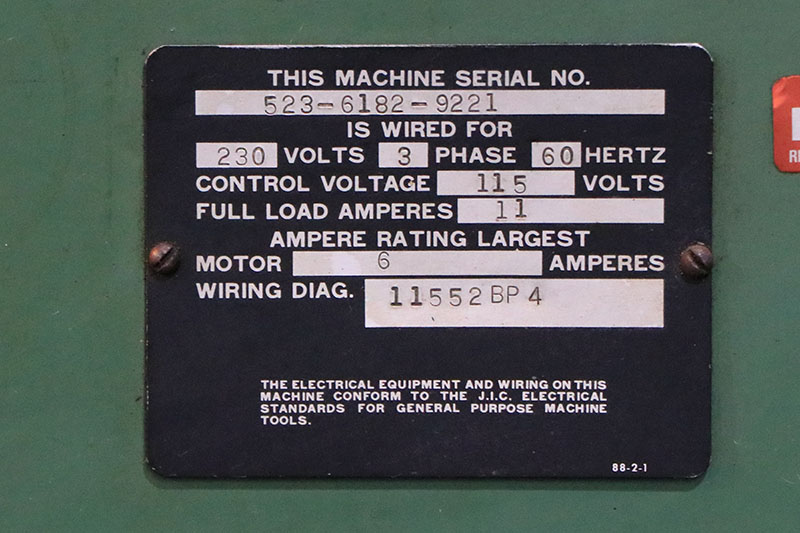 THIS MACHINE SERIAL NO.
523-6182-9221
IS WIRED FOR
230 VOLTS 3 PHASE 60 HERTZ
CONTROL VOLTAGE 115 VOLTS
FULL LOAD AMPERES 11
AMPERE RATING LARGEST
MOTOR 6 AMPERES
WIRING DIAG. 11552BP4
THE ELECTRICAL EQUIPMENT AND WIRING ON THIS
MACHINE CONFORM TO THE J.I.C. ELECTRICAL
STANDARDS FOR GENERAL PURPOSE MACHINE
TOOLS.
88-2-1